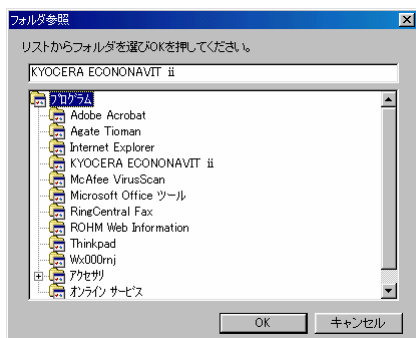 フォルダ参照
リストからフォルダを選びOKを押してください。
KYOCERA ECONONAVIT ii
プログラム
Adobe Acrobat
Agate Tioman
Internet Explorer
KYOCERA ECONONAVIT ii
McAfee VirusScan
Microsoft Office ツール
RingCentral Fax
ROHM Web Information
Thinkpad
Wx000rnj
アクセサリ
オンライン サービス
OK キャンセル